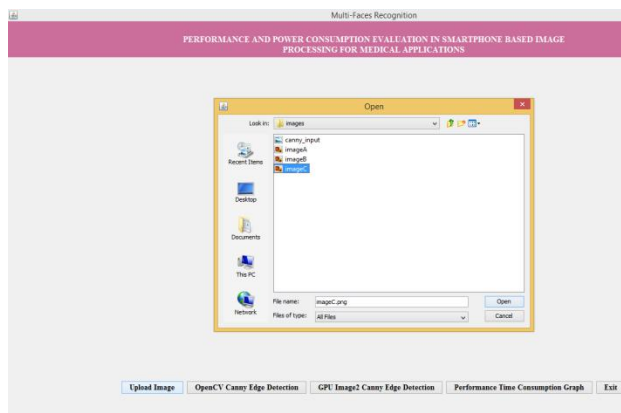 Multi-Faces Recognition
PERFORMANCE AND POWER CONSUMPTION EVALUATION IN SMARTPHONE BASED IMAGE
PROCESSING FOR MEDICAL APPLICATIONS
Open
Look in: images
canny_input
imageA
imageB
imageC
Recent Items
Desktop
Documents
This PC
Network
File name: imageC.png Open
Files of type: All Files Cancel
Upload Image OpenCV Canny Edge Detection GPU Image2 Canny Edge Detection Performance Time Consumption Graph Exit